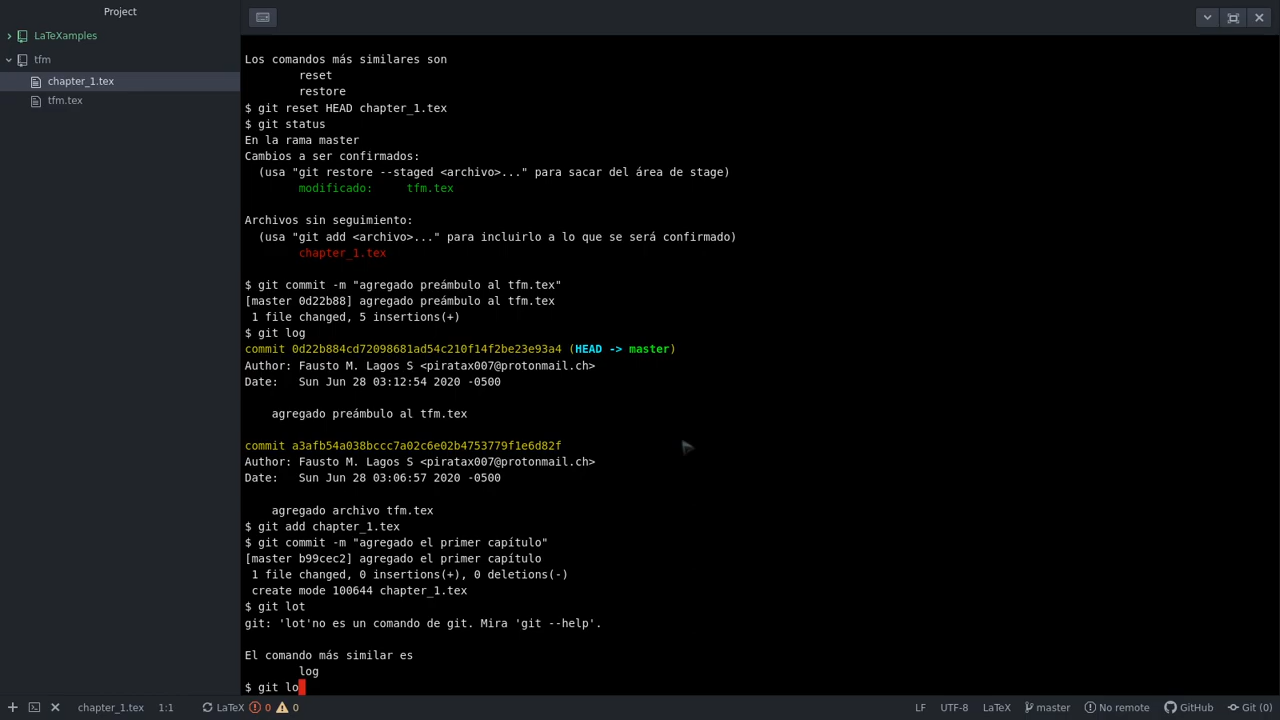 Project
LaTeXamples
tfm
chapter_1.tex
tfm.tex
Los comandos más similares son
reset
restore
$ git reset HEAD chapter_1.tex
$ git status
En la rama master
Cambios a ser confirmados:
(usa "git restore --staged <archivo>..." para sacar del área de stage)
modificado:     tfm.tex
Archivos sin seguimiento:
(usa "git add <archivo>..." para incluirlo a lo que se será confirmado)
chapter_1.tex
$ git commit -m "agregado preámbulo al tfm.tex"
[master 0d22b88] agregado preámbulo al tfm.tex
1 file changed, 5 insertions(+)
$ git log
commit 0d22b884cd72098681ad54c210f14f2be23e93a4 (HEAD -> master)
Author: Fausto M. Lagos S <piratax007@protonmail.ch>
Date:   Sun Jun 28 03:12:54 2020 -0500
agregado preámbulo al tfm.tex
commit a3afb54a038bccc7a02c6e02b4753779f1e6d82f
Author: Fausto M. Lagos S <piratax007@protonmail.ch>
Date:   Sun Jun 28 03:06:57 2020 -0500
agregado archivo tfm.tex
$ git add chapter_1.tex
$ git commit -m "agregado el primer capítulo"
[master b99cec2] agregado el primer capítulo
1 file changed, 0 insertions(+), 0 deletions(-)
create mode 100644 chapter_1.tex
$ git lot
git: 'lot'no es un comando de git. Mira 'git --help'.
El comando más similar es
log
$ git lo
chapter_1.tex 1:1 LaTeX 0 0 LF UTF-8 LaTeX master No remote GitHub Git (0)